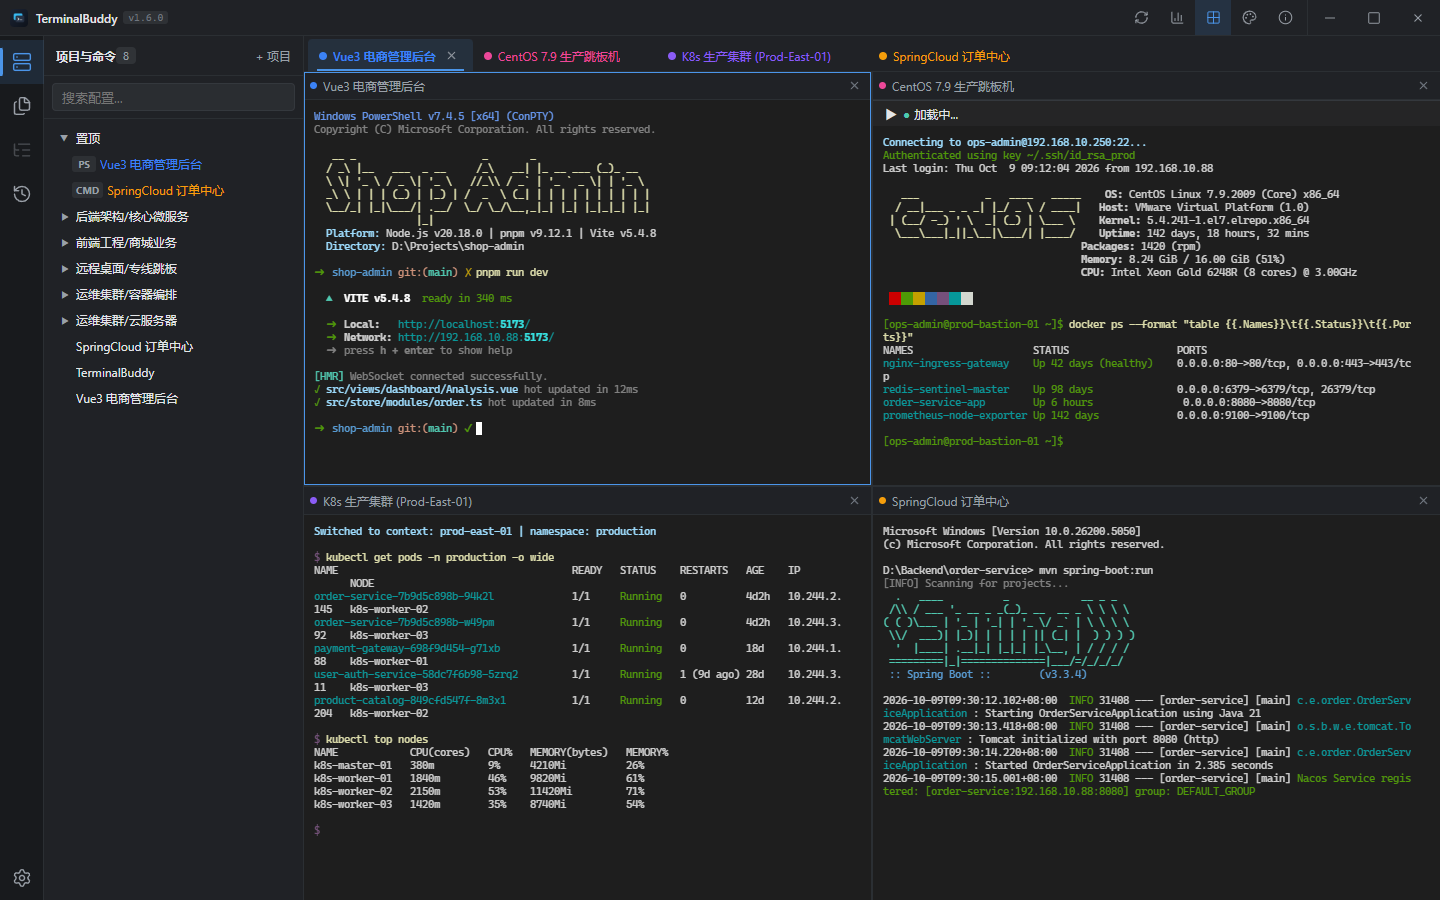 TerminalBuddy v1.6.0
项目与命令 8
+ 项目
搜索配置...
置顶
PS Vue3 电商管理后台
CMD SpringCloud 订单中心
后端架构/核心微服务
前端工程/商城业务
远程桌面/专线跳板
运维集群/容器编排
运维集群/云服务器
SpringCloud 订单中心
TerminalBuddy
Vue3 电商管理后台
Vue3 电商管理后台
CentOS 7.9 生产跳板机
K8s 生产集群 (Prod-East-01)
SpringCloud 订单中心
Vue3 电商管理后台
Windows PowerShell v7.4.5 [x64] (ConPTY)
Copyright (C) Microsoft Corporation. All rights reserved.
Platform: Node.js v20.18.0 | pnpm v9.12.1 | Vite v5.4.8
Directory: D:\Projects\shop-admin
➜ shop-admin git:(main) ✗ pnpm run dev
▲ VITE v5.4.8 ready in 340 ms
➜ Local: http://localhost:5173/
➜ Network: http://192.168.10.88:5173/
➜ press h + enter to show help
[HMR] WebSocket connected successfully.
✓ src/views/dashboard/Analysis.vue hot updated in 12ms
✓ src/store/modules/order.ts hot updated in 8ms
➜ shop-admin git:(main) ✓
CentOS 7.9 生产跳板机
▶ ● 加载中...
Connecting to ops-admin@192.168.10.250:22...
Authenticated using key ~/.ssh/id_rsa_prod
Last login: Thu Oct  9 09:12:04 2026 from 192.168.10.88
OS: CentOS Linux 7.9.2009 (Core) x86_64
Host: VMware Virtual Platform (1.0)
Kernel: 5.4.241-1.el7.elrepo.x86_64
Uptime: 142 days, 18 hours, 32 mins
Packages: 1420 (rpm)
Memory: 8.24 GiB / 16.00 GiB (51%)
CPU: Intel Xeon Gold 6248R (8 cores) @ 3.00GHz
[ops-admin@prod-bastion-01 ~]$ docker ps --format "table {{.Names}}\t{{.Status}}\t{{.Por
ts}}"
NAMES STATUS PORTS
nginx-ingress-gateway Up 42 days (healthy) 0.0.0.0:80->80/tcp, 0.0.0.0:443->443/tc
p
redis-sentinel-master Up 98 days 0.0.0.0:6379->6379/tcp, 26379/tcp
order-service-app Up 6 hours 0.0.0.0:8080->8080/tcp
prometheus-node-exporter Up 142 days 0.0.0.0:9100->9100/tcp
[ops-admin@prod-bastion-01 ~]$
K8s 生产集群 (Prod-East-01)
Switched to context: prod-east-01 | namespace: production
$ kubectl get pods -n production -o wide
NAME READY STATUS RESTARTS AGE IP
NODE
order-service-7b9d5c898b-94k2l 1/1 Running 0 4d2h 10.244.2.
145 k8s-worker-02
order-service-7b9d5c898b-w49pm 1/1 Running 0 4d2h 10.244.3.
92 k8s-worker-03
payment-gateway-698f9d454-g71xb 1/1 Running 0 18d 10.244.1.
88 k8s-worker-01
user-auth-service-58dc7f6b98-5zrq2 1/1 Running 1 (9d ago) 28d 10.244.3.
11 k8s-worker-03
product-catalog-849cfd547f-8m3x1 1/1 Running 0 12d 10.244.2.
204 k8s-worker-02
$ kubectl top nodes
NAME CPU(cores) CPU% MEMORY(bytes) MEMORY%
k8s-master-01 380m 9% 4210Mi 26%
k8s-worker-01 1840m 46% 9820Mi 61%
k8s-worker-02 2150m 53% 11420Mi 71%
k8s-worker-03 1420m 35% 8740Mi 54%
$
SpringCloud 订单中心
Microsoft Windows [Version 10.0.26200.5050]
(c) Microsoft Corporation. All rights reserved.
D:\Backend\order-service> mvn spring-boot:run
[INFO] Scanning for projects...
:: Spring Boot :: (v3.3.4)
2026-10-09T09:30:12.102+08:00 INFO 31408 --- [order-service] [main] c.e.order.OrderServ
iceApplication : Starting OrderServiceApplication using Java 21
2026-10-09T09:30:13.418+08:00 INFO 31408 --- [order-service] [main] o.s.b.w.e.tomcat.To
mcatWebServer : Tomcat initialized with port 8080 (http)
2026-10-09T09:30:14.220+08:00 INFO 31408 --- [order-service] [main] c.e.order.OrderServ
iceApplication : Started OrderServiceApplication in 2.385 seconds
2026-10-09T09:30:15.001+08:00 INFO 31408 --- [order-service] [main] Nacos Service regis
tered: [order-service:192.168.10.88:8080] group: DEFAULT_GROUP